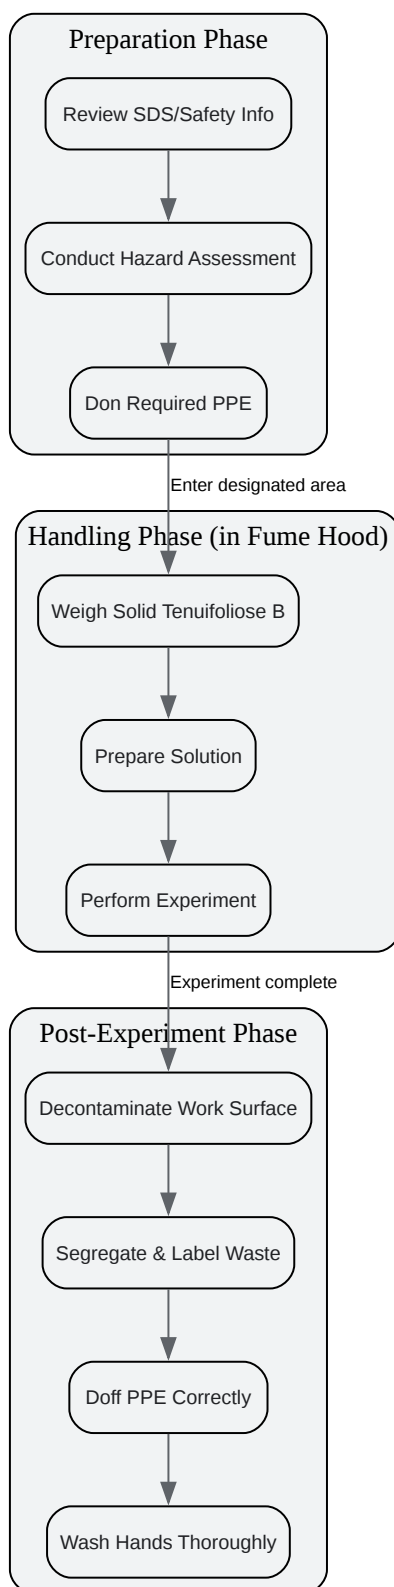 Preparation Phase
Review SDS/Safety Info
Conduct Hazard Assessment
Don Required PPE
Enter designated area
Handling Phase (in Fume Hood)
Weigh Solid Tenuifoliose B
Prepare Solution
Perform Experiment
Experiment complete
Post-Experiment Phase
Decontaminate Work Surface
Segregate & Label Waste
Doff PPE Correctly
Wash Hands Thoroughly